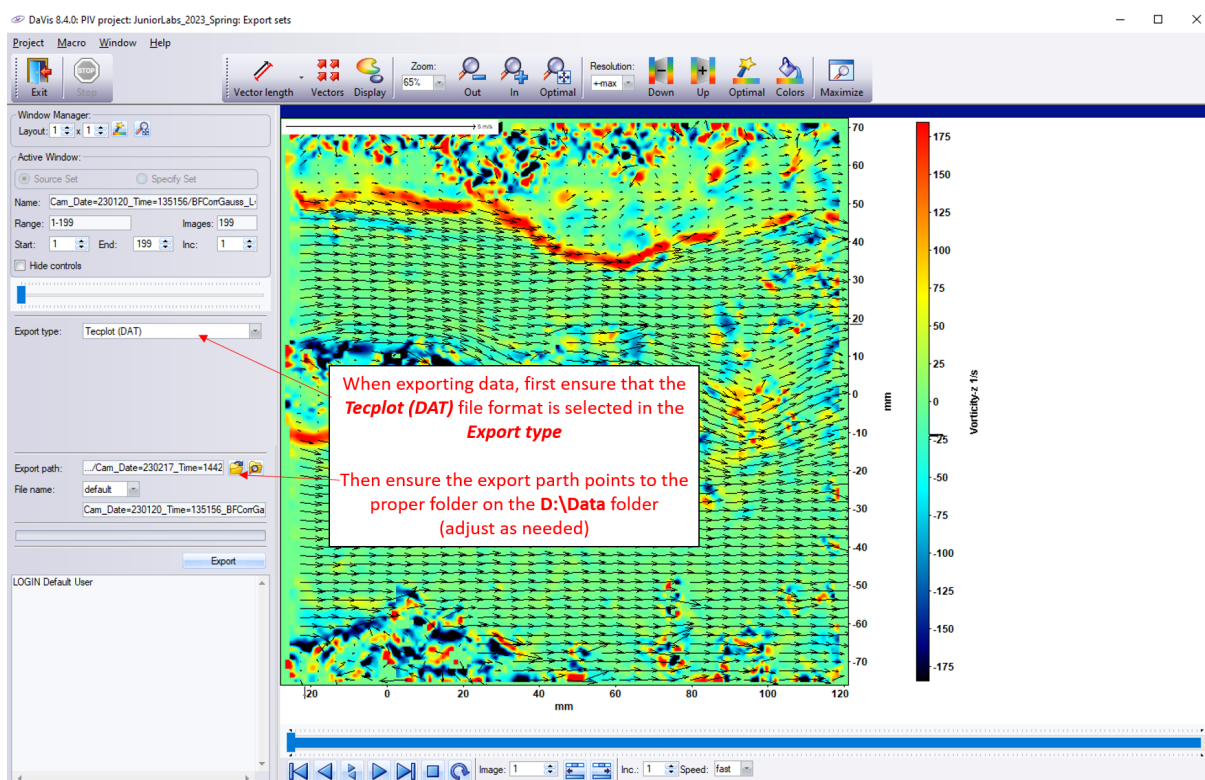 DaVis 8.4.0: PIV project: JuniorLabs_2023_Spring: Export sets
Project Macro Window Help
Exit
Stop
Vector length
Vectors
Display
Zoom:
65%
Out
In
Optimal
Resolution:
+-max
Down
Up
Optimal
Colors
Maximize
Window Manager:
Layout: 1 x 1
Active Window:
Source Set Specify Set
Name: Cam_Date=230120_Time=135156/BFCorrGauss_L
Range: 1-199 Images: 199
Start: 1 End: 199 Inc: 1
Hide controls
Export type: Tecplot (DAT)
Export path: .../Cam_Date=230217_Time=1442
File name: default
Cam_Date=230120_Time=135156_BFCorrGa
Export
LOGIN Default User
5 m/s
When exporting data, first ensure that the
Tecplot (DAT) file format is selected in the
Export type
Then ensure the export parth points to the
proper folder on the D:\Data folder
(adjust as needed)
70
60
50
40
30
20
10
0
-10
-20
-30
-40
-50
-60
-70
mm
-20 0 20 40 60 80 100 120
mm
175
150
125
100
75
50
25
0
-25
-50
-75
-100
-125
-150
-175
Vorticity-z 1/s
Image: 1 Inc.: 1 Speed: fast